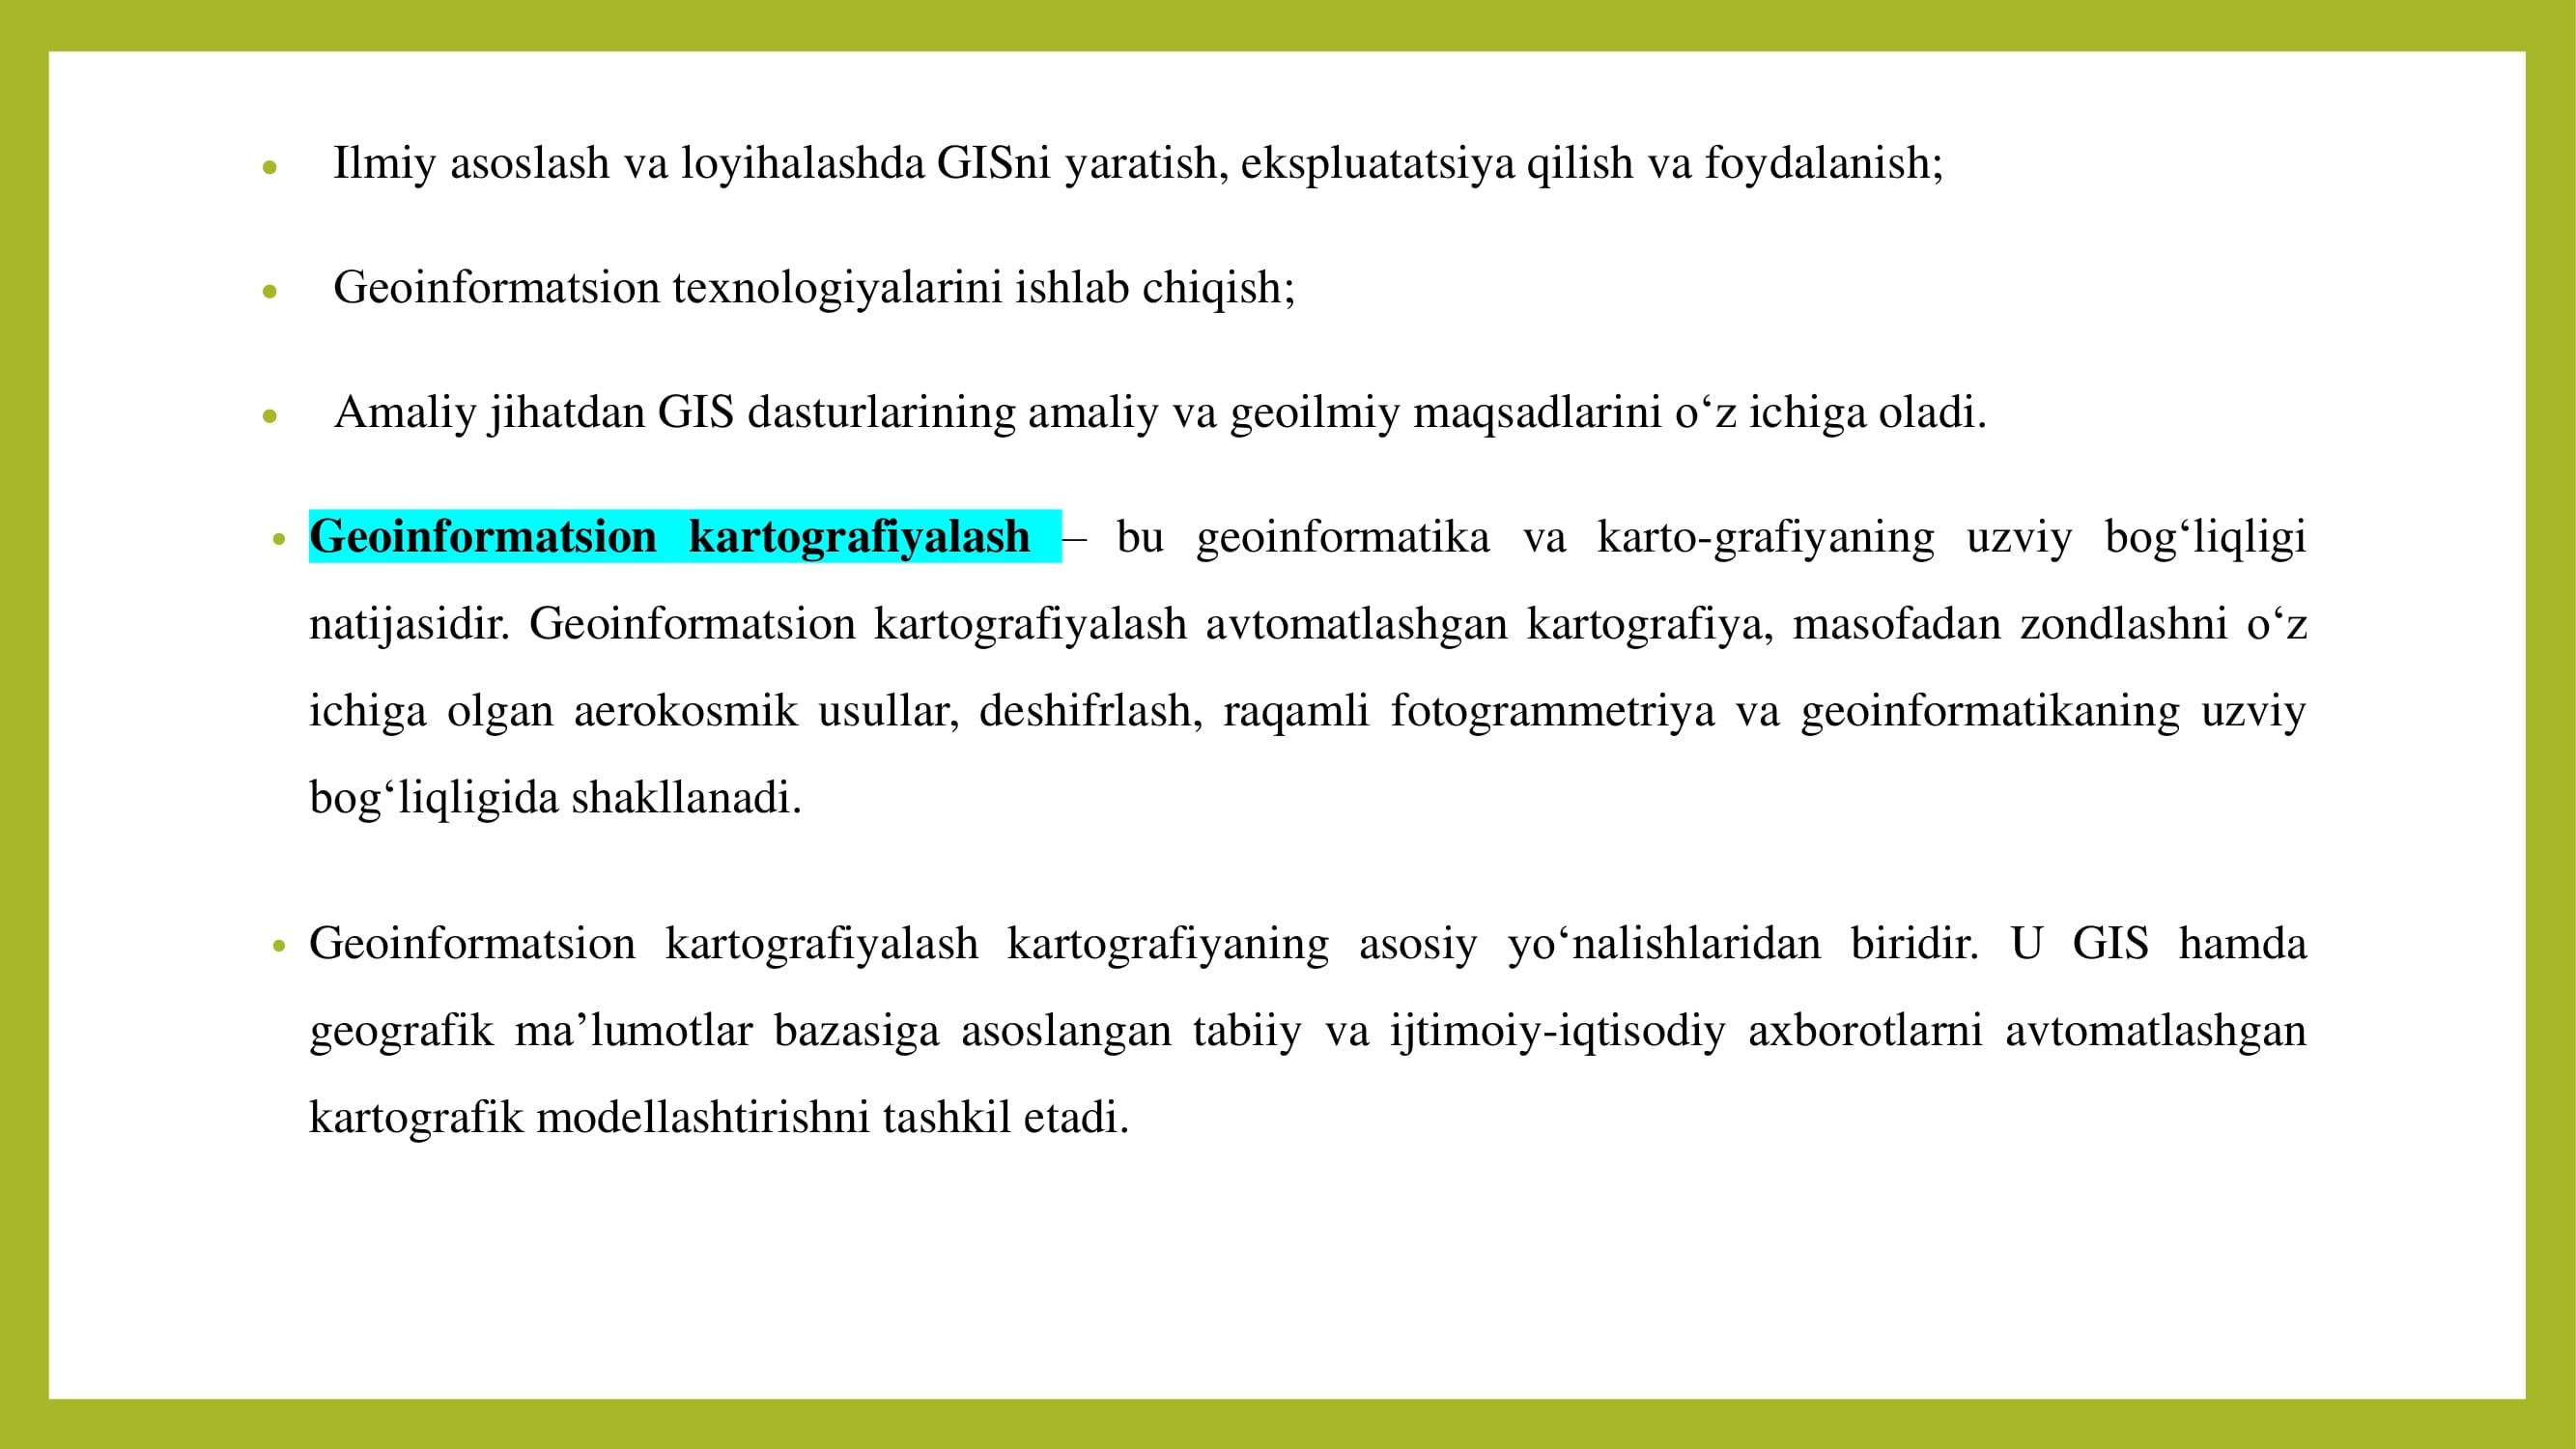 • Ilmiy asoslash va loyihalashda GISni yaratish, ekspluatatsiya qilish va foydalanish;
• Geoinformatsion texnologiyalarini ishlab chiqish;
• Amaliy jihatdan GIS dasturlarining amaliy va geoilmiy maqsadlarini o‘z ichiga oladi.
• Geoinformatsion kartografiyalash – bu geoinformatika va karto-grafiyaning uzviy bog‘liqligi
natijasidir. Geoinformatsion kartografiyalash avtomatlashgan kartografiya, masofadan zondlashni o‘z
ichiga olgan aerokosmik usullar, deshifrlash, raqamli fotogrammetriya va geoinformatikaning uzviy
bog‘liqligida shakllanadi.
• Geoinformatsion kartografiyalash kartografiyaning asosiy yo‘nalishlaridan biridir. U GIS hamda
geografik ma’lumotlar bazasiga asoslangan tabiiy va ijtimoiy-iqtisodiy axborotlarni avtomatlashgan
kartografik modellashtirishni tashkil etadi.